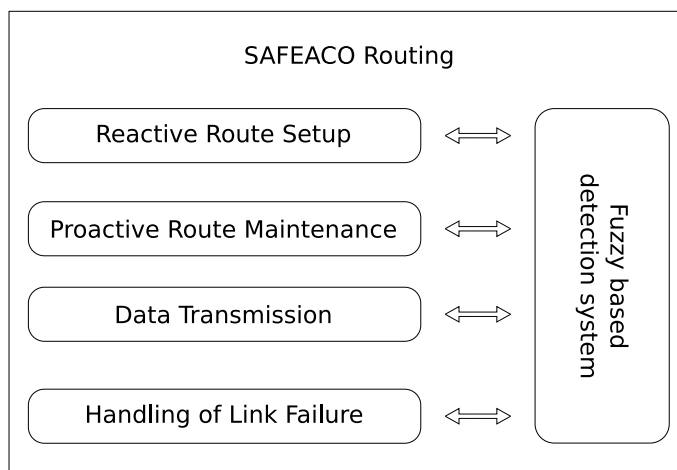 SAFEACO Routing
Reactive Route Setup
Proactive Route Maintenance
Data Transmission
Handling of Link Failure
Fuzzy based
detection system